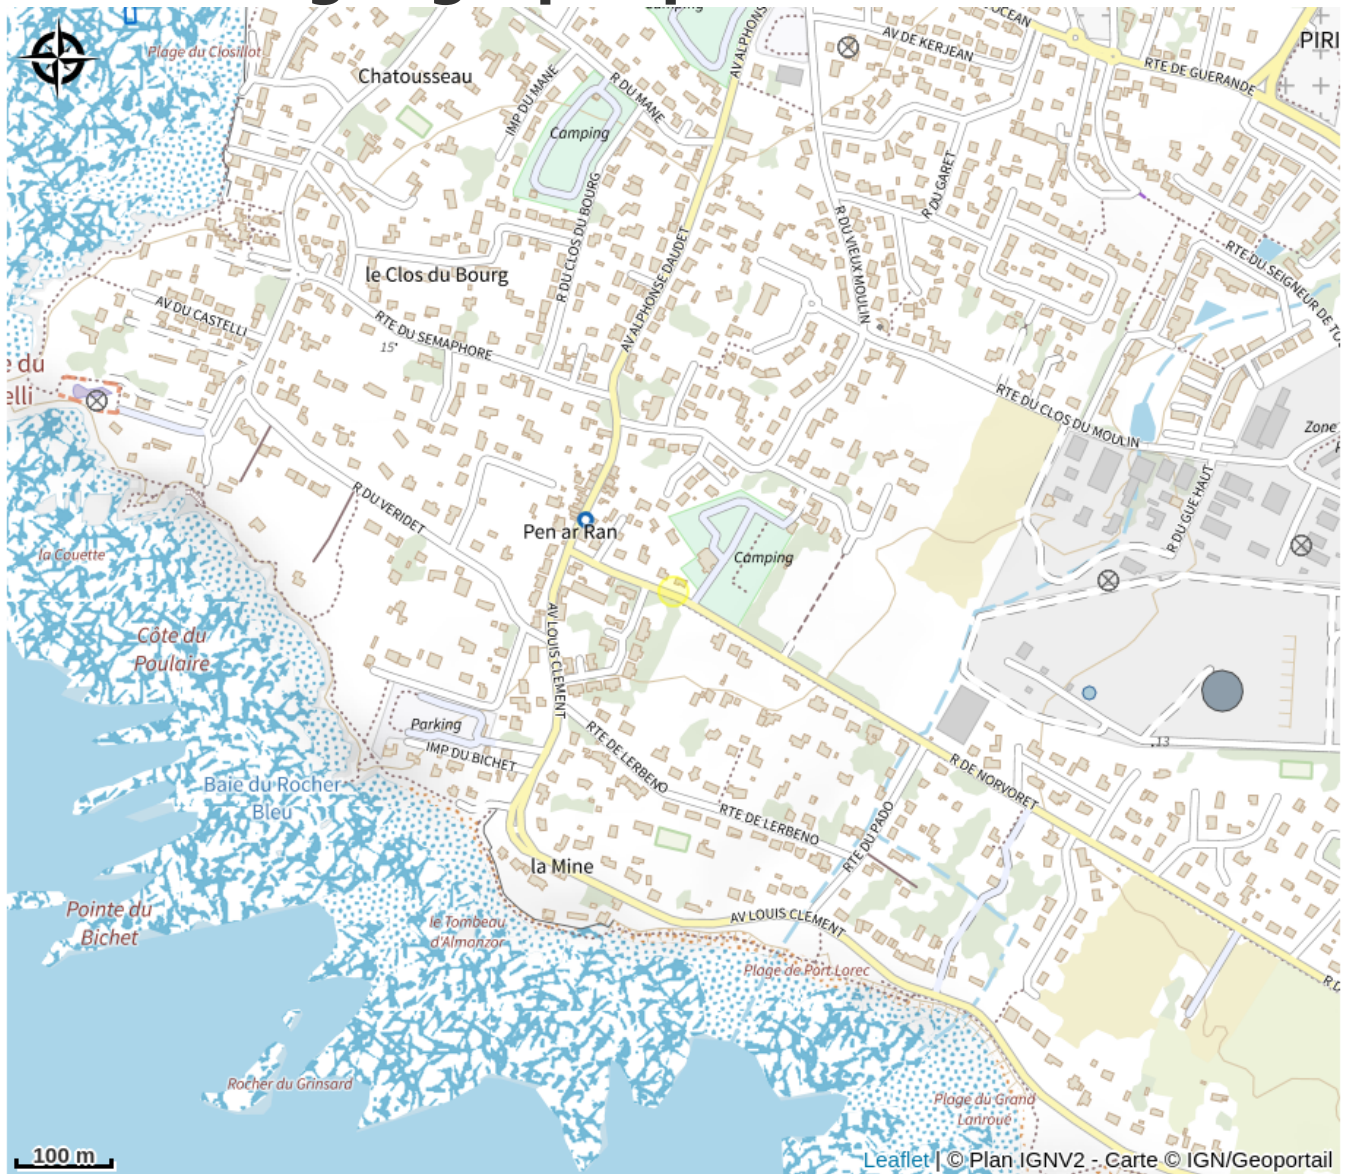 Camping
OCEAN
AV ALPHONS
AV DE KERJEAN
PIRI
RTE DE GUERANDE
Plage du Closillot
Chatousseau
IMP DU MANE
R DU MANE
Camping
R DU GARET
R DU CLOS DU BOURG
R DU VIEUX MOULIN
AV ALPHONSE DAUDET
RTE DU SEIGNEUR DE
le Clos du Bourg
AV DU CASTELLI
RTE DU SEMAPHORE
15
e du
elli
RTE DU CLOS DU MOULIN
Zone
R DU VERIDET
R DU GUE HAUT
Pen ar Ran
la Couette
Camping
Côte du
Poulaire
AV LOUIS CLEMENT
Parking
IMP DU BICHET
RTE DE LERBENO
13
R DE NORVORET
Baie du Rocher
Bleu
RTE DE LERBENO
RTE DU PADO
la Mine
Pointe du
Bichet
le Tombeau
d'Almanzor
AV LOUIS CLEMENT
Plage de Port Lorec
Rocher du Grinsard
Plage du Grand
Lanroué
100 m
Leaflet | © Plan IGNV2 - Carte © IGN/Geoportail